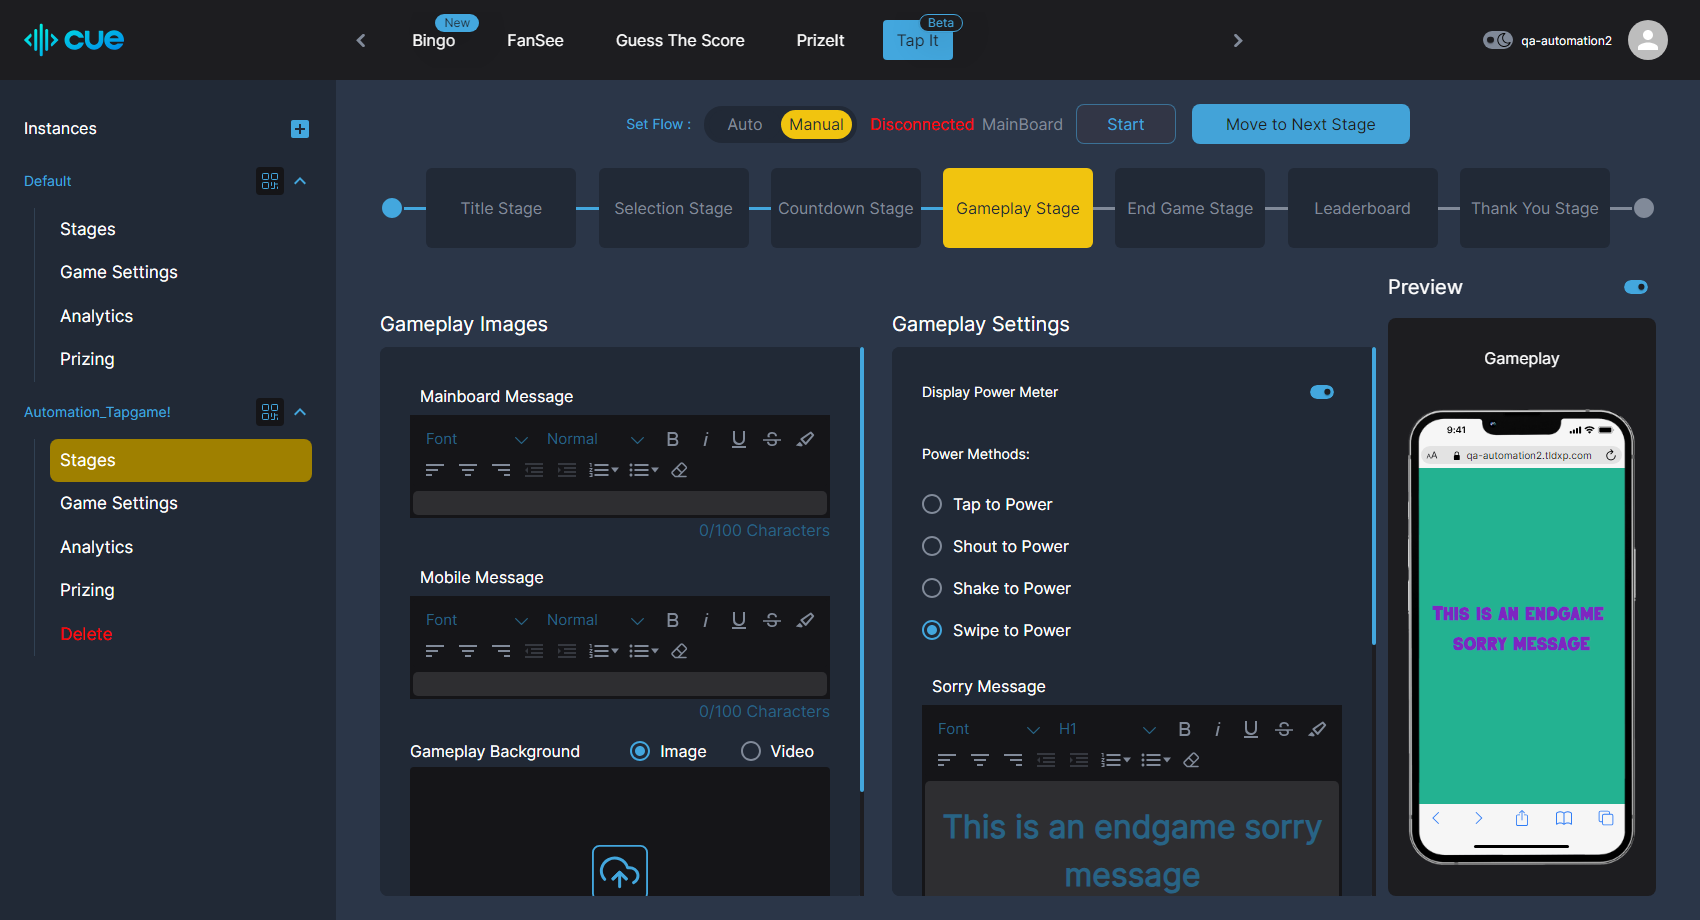 cue
New
Bingo
FanSee
Guess The Score
PrizeIt
Beta
Tap It
qa-automation2
Instances
Default
Stages
Game Settings
Analytics
Prizing
Automation_Tapgame!
Stages
Game Settings
Analytics
Prizing
Delete
Set Flow :
Auto
Manual
Disconnected MainBoard
Start
Move to Next Stage
Title Stage
Selection Stage
Countdown Stage
Gameplay Stage
End Game Stage
Leaderboard
Thank You Stage
Gameplay Images
Mainboard Message
Font
Normal
B
i
U
S
0/100 Characters
Mobile Message
Font
Normal
B
i
U
S
0/100 Characters
Gameplay Background
Image
Video
Gameplay Settings
Display Power Meter
Power Methods:
Tap to Power
Shout to Power
Shake to Power
Swipe to Power
Sorry Message
Font
H1
B
i
U
S
This is an endgame sorry
message
Preview
Gameplay
9:41
AA
qa-automation2.tldxp.com
This is an endgame
sorry message